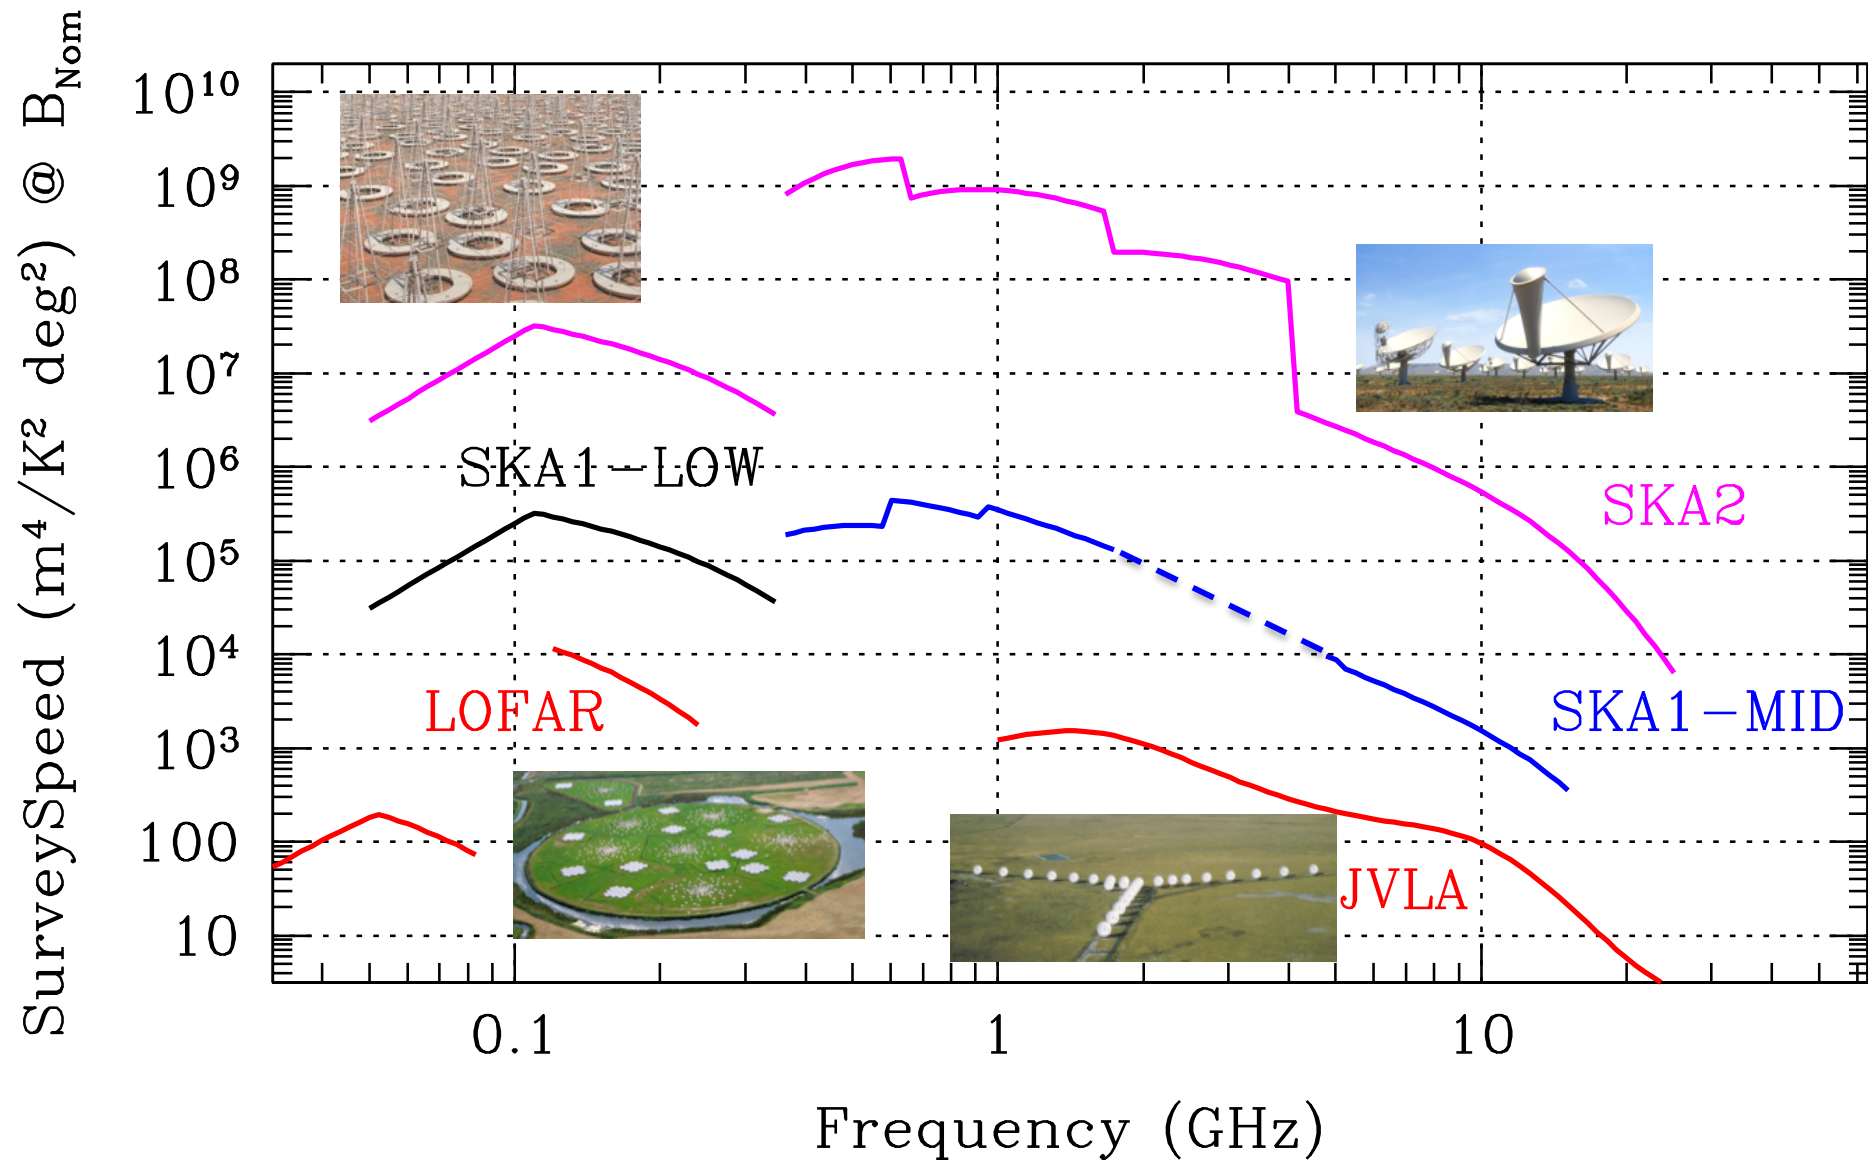 SurveySpeed (m⁴/K² deg²) @ B_Nom
10¹⁰
10⁹
10⁸
10⁷
10⁶
10⁵
10⁴
10³
100
10
SKA1-LOW
SKA2
LOFAR
SKA1-MID
JVLA
0.1
1
10
Frequency (GHz)